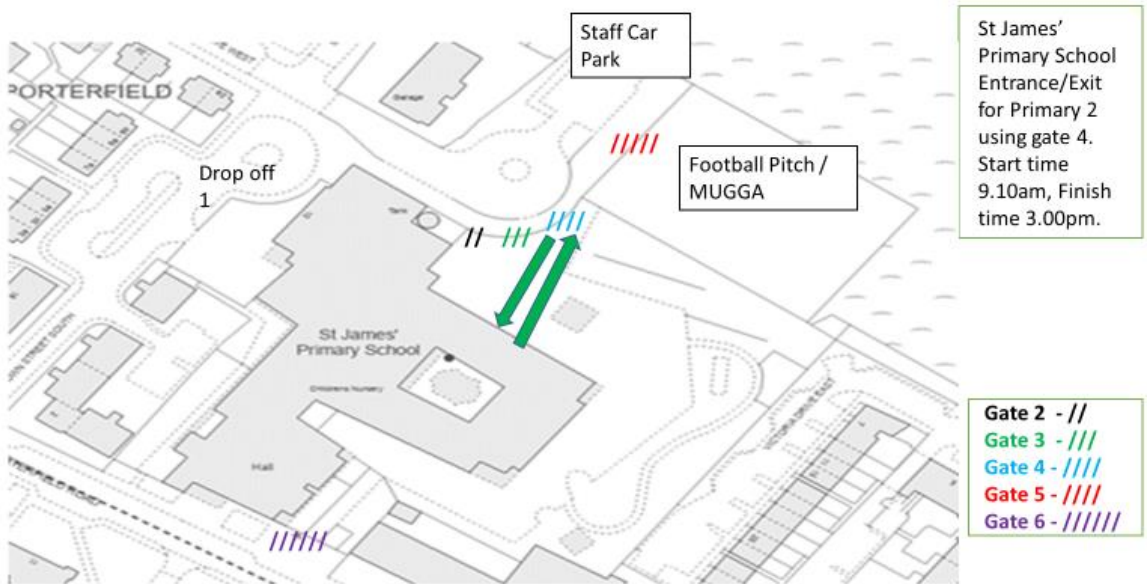 Staff Car
Park
St James'
Primary School
Entrance/Exit
for Primary 2
using gate 4.
Start time
9.10am, Finish
time 3.00pm.
PORTERFIELD
Drop off
1
Football Pitch /
MUGGA
St James'
Primary School
Childrens Nursery
Hall
Gate 2 - //
Gate 3 - ///
Gate 4 - ////
Gate 5 - ////
Gate 6 - //////